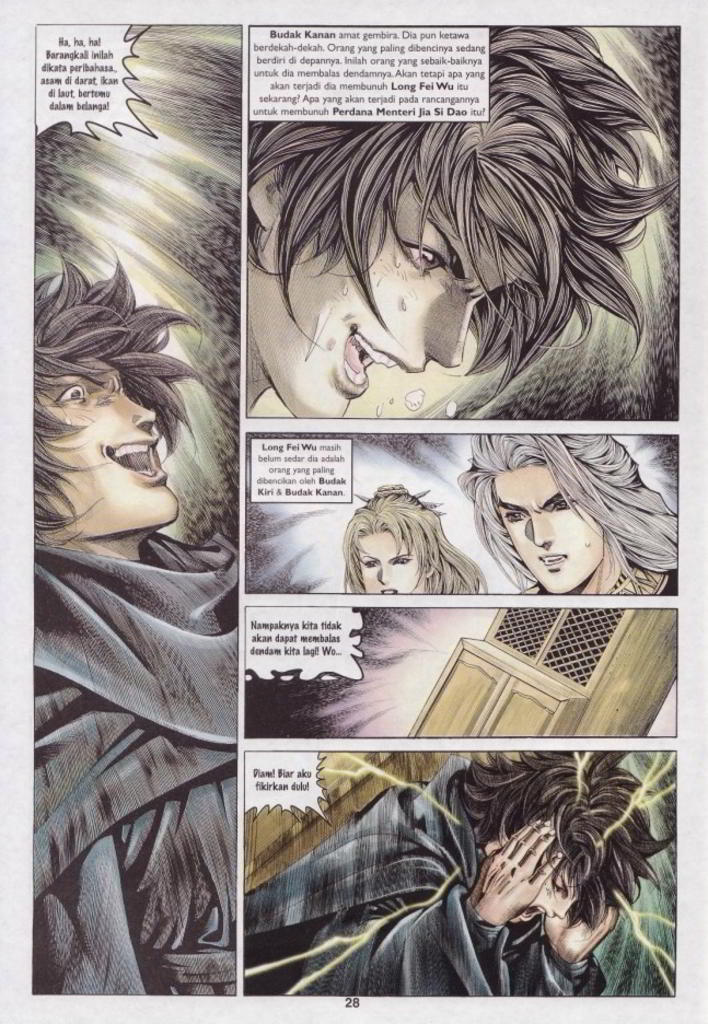 Ha, ha, ha!
Barangkali inilah
dikata peribahasa.,
asam di darat, ikan
di laut, bertemu
dalam belanga!
Budak Kanan amat gembira. Dia pun ketawa
berdekah-dekah. Orang yang paling dibencinya sedang
berdiri di depannya. Inilah orang yang sebaik-baiknya
untuk dia membalas dendamnya. Akan tetapi apa yang
akan terjadi dia membunuh Long Fei Wu itu
sekarang? Apa yang akan terjadi pada rancangannya
untuk membunuh Perdana Menteri Jia Si Dao itu?
Long Fei Wu masih
belum sedar dia adalah
orang yang paling
dibencikan oleh Budak
Kiri & Budak Kanan.
Nampaknya kita tidak
akan dapat membalas
dendam kita lagi! Wo...
Diam! Biar aku
fikirkan dulu!
28